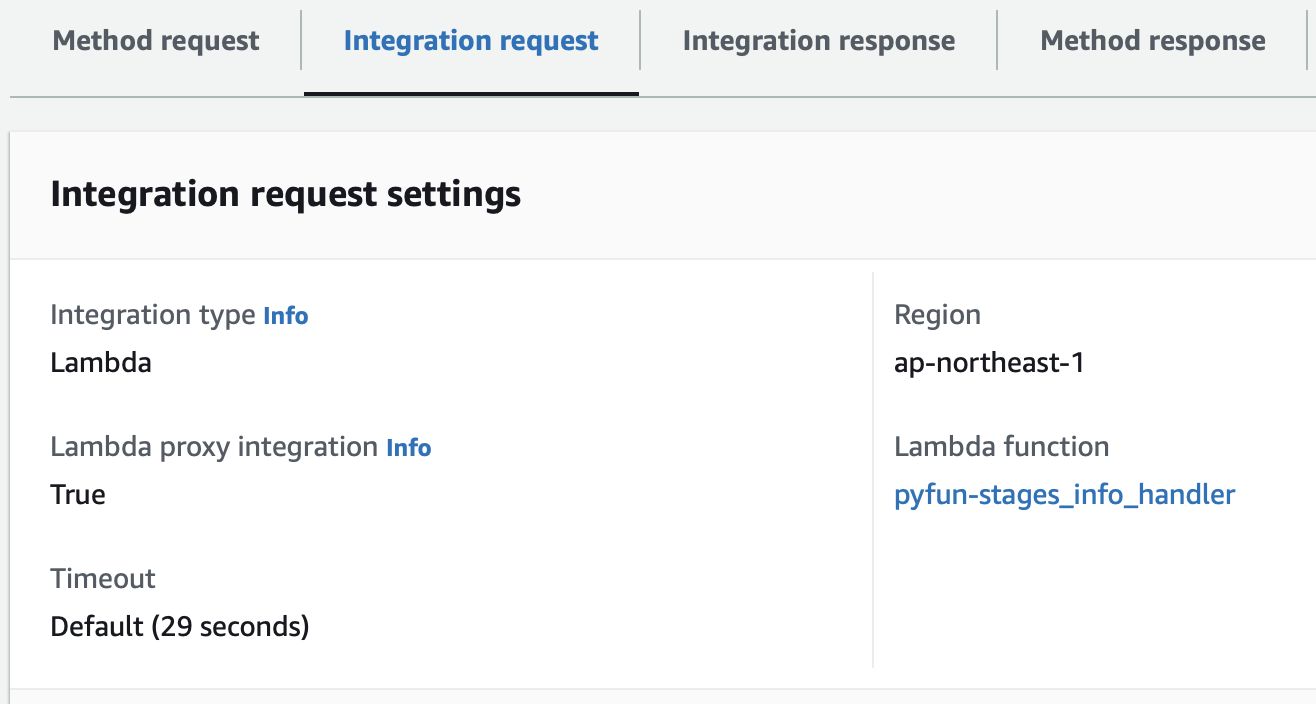 Method request
Integration request
Integration response
Method response
Integration request settings
Integration type Info
Lambda
Region
ap-northeast-1
Lambda proxy integration Info
True
Lambda function
pyfun-stages_info_handler
Timeout
Default (29 seconds)